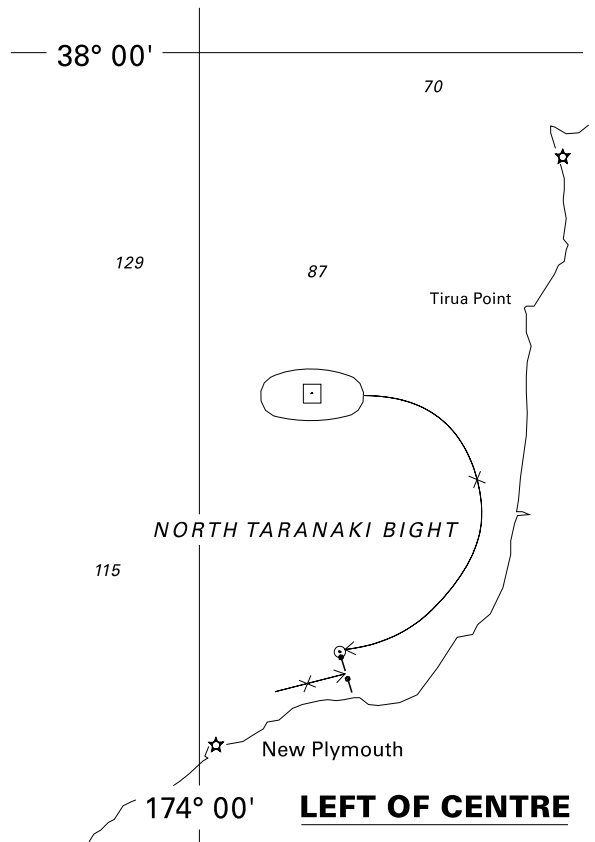 38° 00'
70
129
87
Tirua Point
NORTH TARANAKI BIGHT
115
New Plymouth
174° 00'
LEFT OF CENTRE